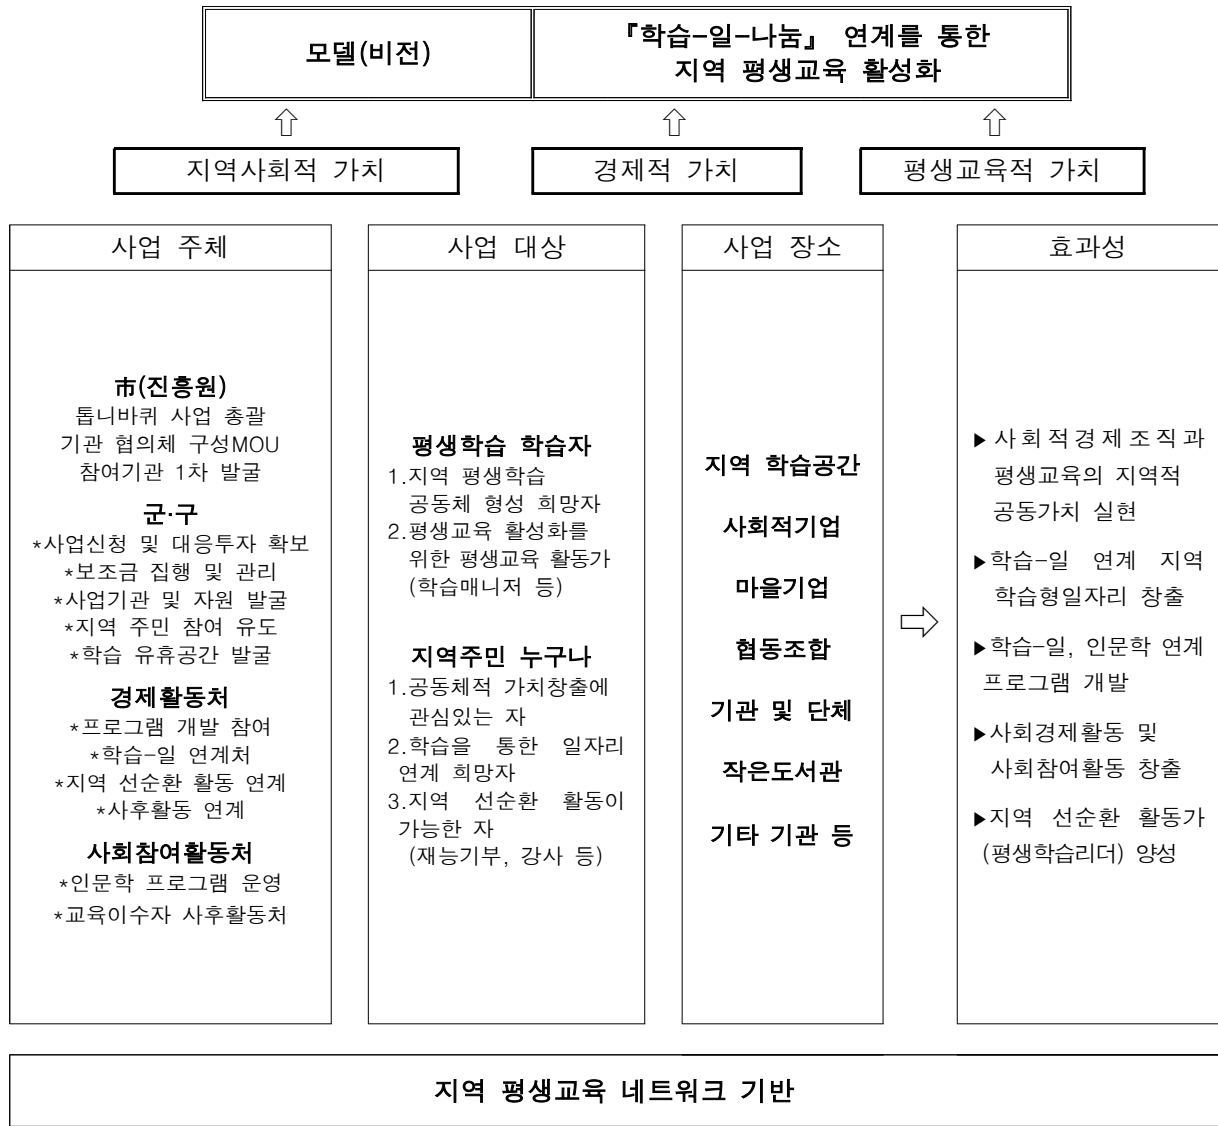 모델(비전)
『학습-일-나눔』 연계를 통한
지역 평생교육 활성화
⇧ ⇧ ⇧
지역사회적 가치
경제적 가치
평생교육적 가치
사업 주체
市(진흥원)
톱니바퀴 사업 총괄
기관 협의체 구성MOU
참여기관 1차 발굴
군·구
*사업신청 및 대응투자 확보
*보조금 집행 및 관리
*사업기관 및 자원 발굴
*지역 주민 참여 유도
*학습 유휴공간 발굴
경제활동처
*프로그램 개발 참여
*학습-일 연계처
*지역 선순환 활동 연계
*사후활동 연계
사회참여활동처
*인문학 프로그램 운영
*교육이수자 사후활동처
사업 대상
평생학습 학습자
1.지역 평생학습
공동체 형성 희망자
2.평생교육 활성화를
위한 평생교육 활동가
(학습매니저 등)
지역주민 누구나
1.공동체적 가치창출에
관심있는 자
2.학습을 통한 일자리
연계 희망자
3.지역 선순환 활동이
가능한 자
(재능기부, 강사 등)
사업 장소
지역 학습공간
사회적기업
마을기업
협동조합
기관 및 단체
작은도서관
기타 기관 등
⇨
효과성
▶사회적경제조직과
평생교육의 지역적
공동가치 실현
▶학습-일 연계 지역
학습형일자리 창출
▶학습-일, 인문학 연계
프로그램 개발
▶사회경제활동 및
사회참여활동 창출
▶지역 선순환 활동가
(평생학습리더) 양성
지역 평생교육 네트워크 기반